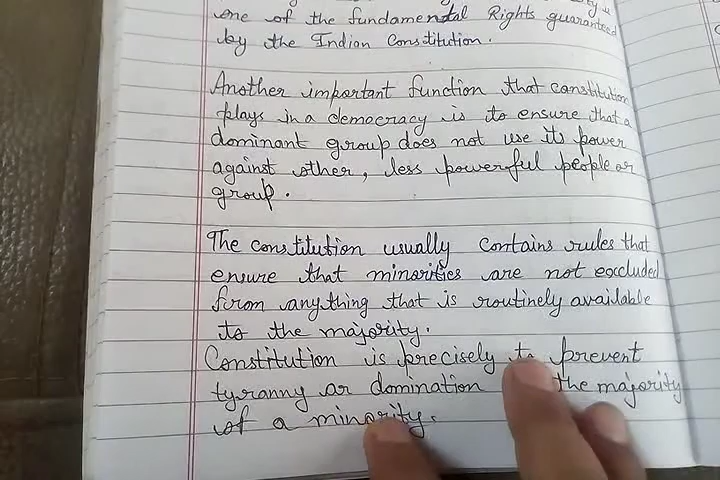 one of the fundamental Rights guaranteed
by the Indian Constitution.
Another important function that constitution
plays in a democracy is to ensure that a
dominant group does not use its power
against other, less powerful people or
group.
The constitution usually contains rules that
ensure that minorities are not excluded
from anything that is routinely available
to the majority.
Constitution is precisely to prevent
tyranny or domination the majority
of a minority.